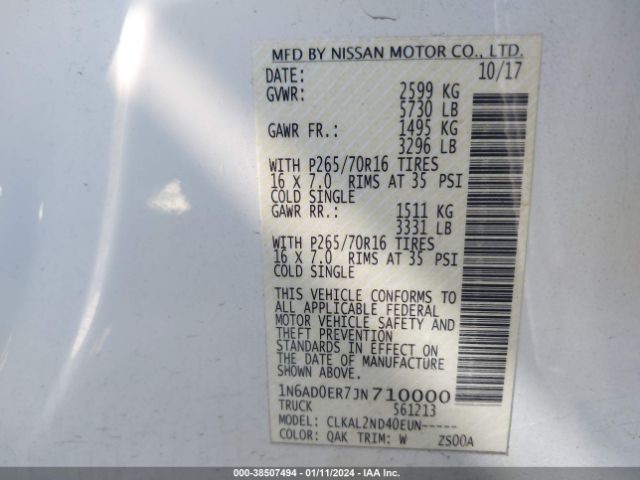 MFD BY NISSAN MOTOR CO., LTD.
DATE: 10/17
GVWR: 2599 KG
5730 LB
GAWR FR.: 1495 KG
3296 LB
WITH P265/70R16 TIRES
16 X 7.0 RIMS AT 35 PSI
COLD SINGLE
GAWR RR.: 1511 KG
3331 LB
WITH P265/70R16 TIRES
16 X 7.0 RIMS AT 35 PSI
COLD SINGLE
THIS VEHICLE CONFORMS TO
ALL APPLICABLE FEDERAL
MOTOR VEHICLE SAFETY AND
THEFT PREVENTION
STANDARDS IN EFFECT ON
THE DATE OF MANUFACTURE
SHOWN ABOVE.
1N6AD0ER7JN710000
TRUCK 561213
MODEL: CLKAL2ND40EUN-----
COLOR: QAK TRIM: W ZS00A
000-38507494 - 01/11/2024 - IAAI.COM